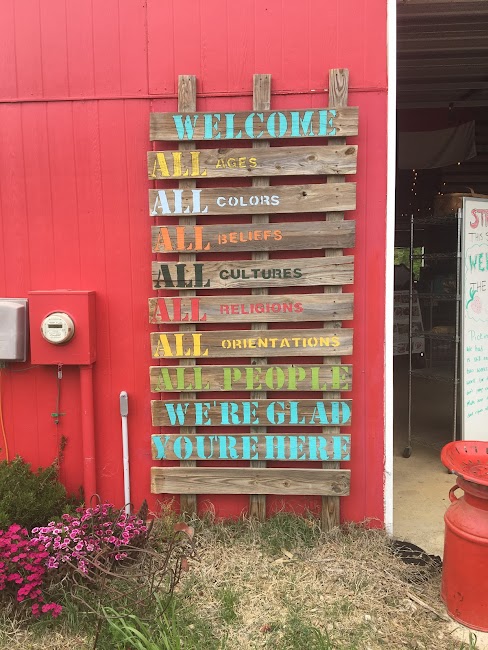 WELCOME
ALL AGES
ALL COLORS
ALL BELIEFS
ALL CULTURES
ALL RELIGIONS
ALL ORIENTATIONS
ALL PEOPLE
WE'RE GLAD
YOU'RE HERE